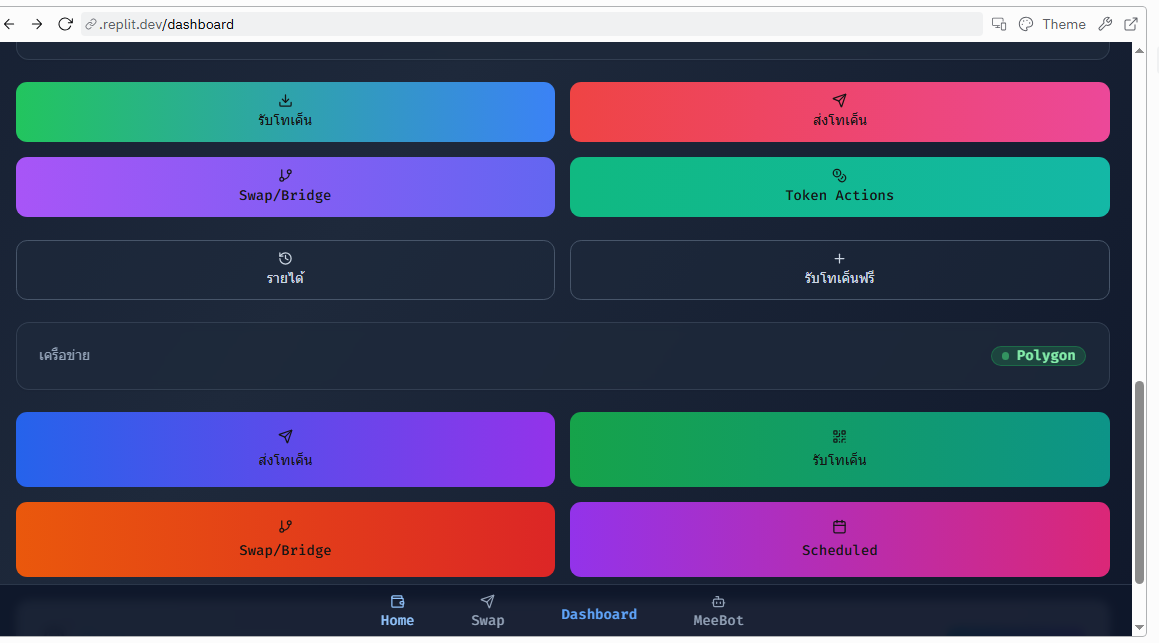 .replit.dev/dashboard
Theme
รับโทเค็น
ส่งโทเค็น
Swap/Bridge
Token Actions
รายได้
รับโทเค็นฟรี
เครือข่าย
Polygon
ส่งโทเค็น
รับโทเค็น
Swap/Bridge
Scheduled
Home
Swap
Dashboard
MeeBot